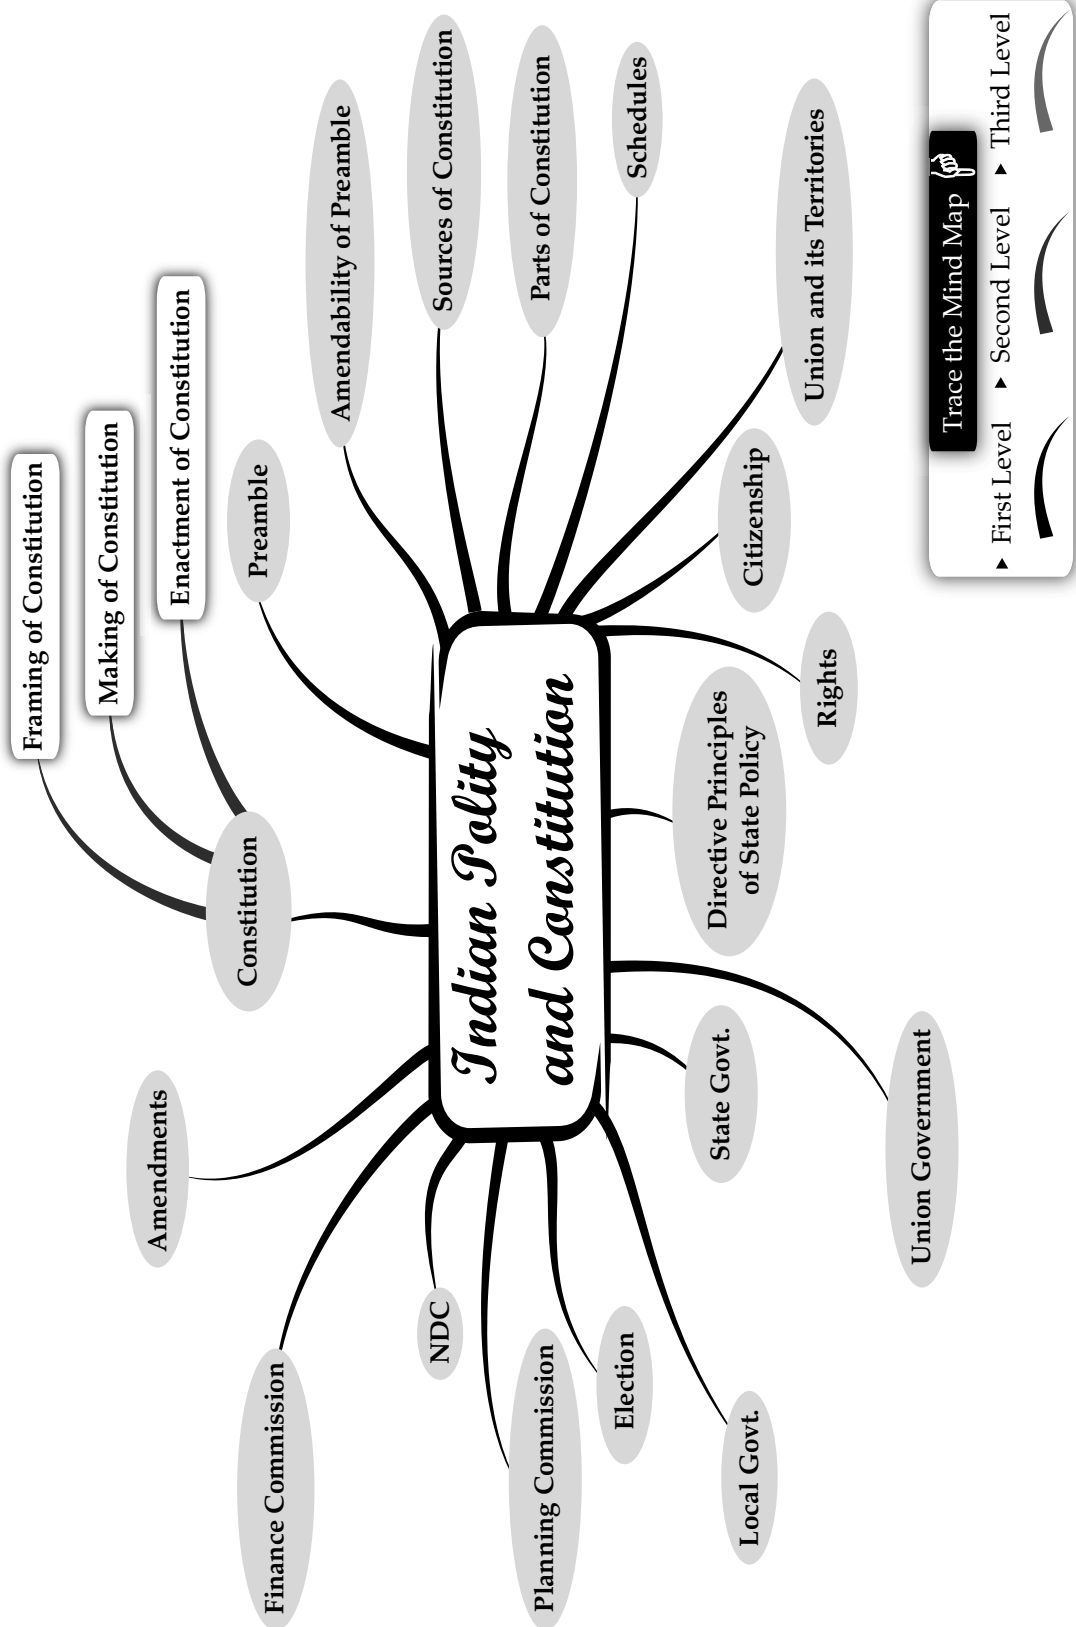 Framing of Constitution
Making of Constitution
Enactment of Constitution
Constitution
Preamble
Amendability of Preamble
Sources of Constitution
Parts of Constitution
Schedules
Union and its Territories
Citizenship
Rights
Directive Principles
of State Policy
Union Government
State Govt.
Local Govt.
Election
Planning Commission
NDC
Finance Commission
Amendments
Indian Polity
and Constitution
Trace the Mind Map
First Level
Second Level
Third Level